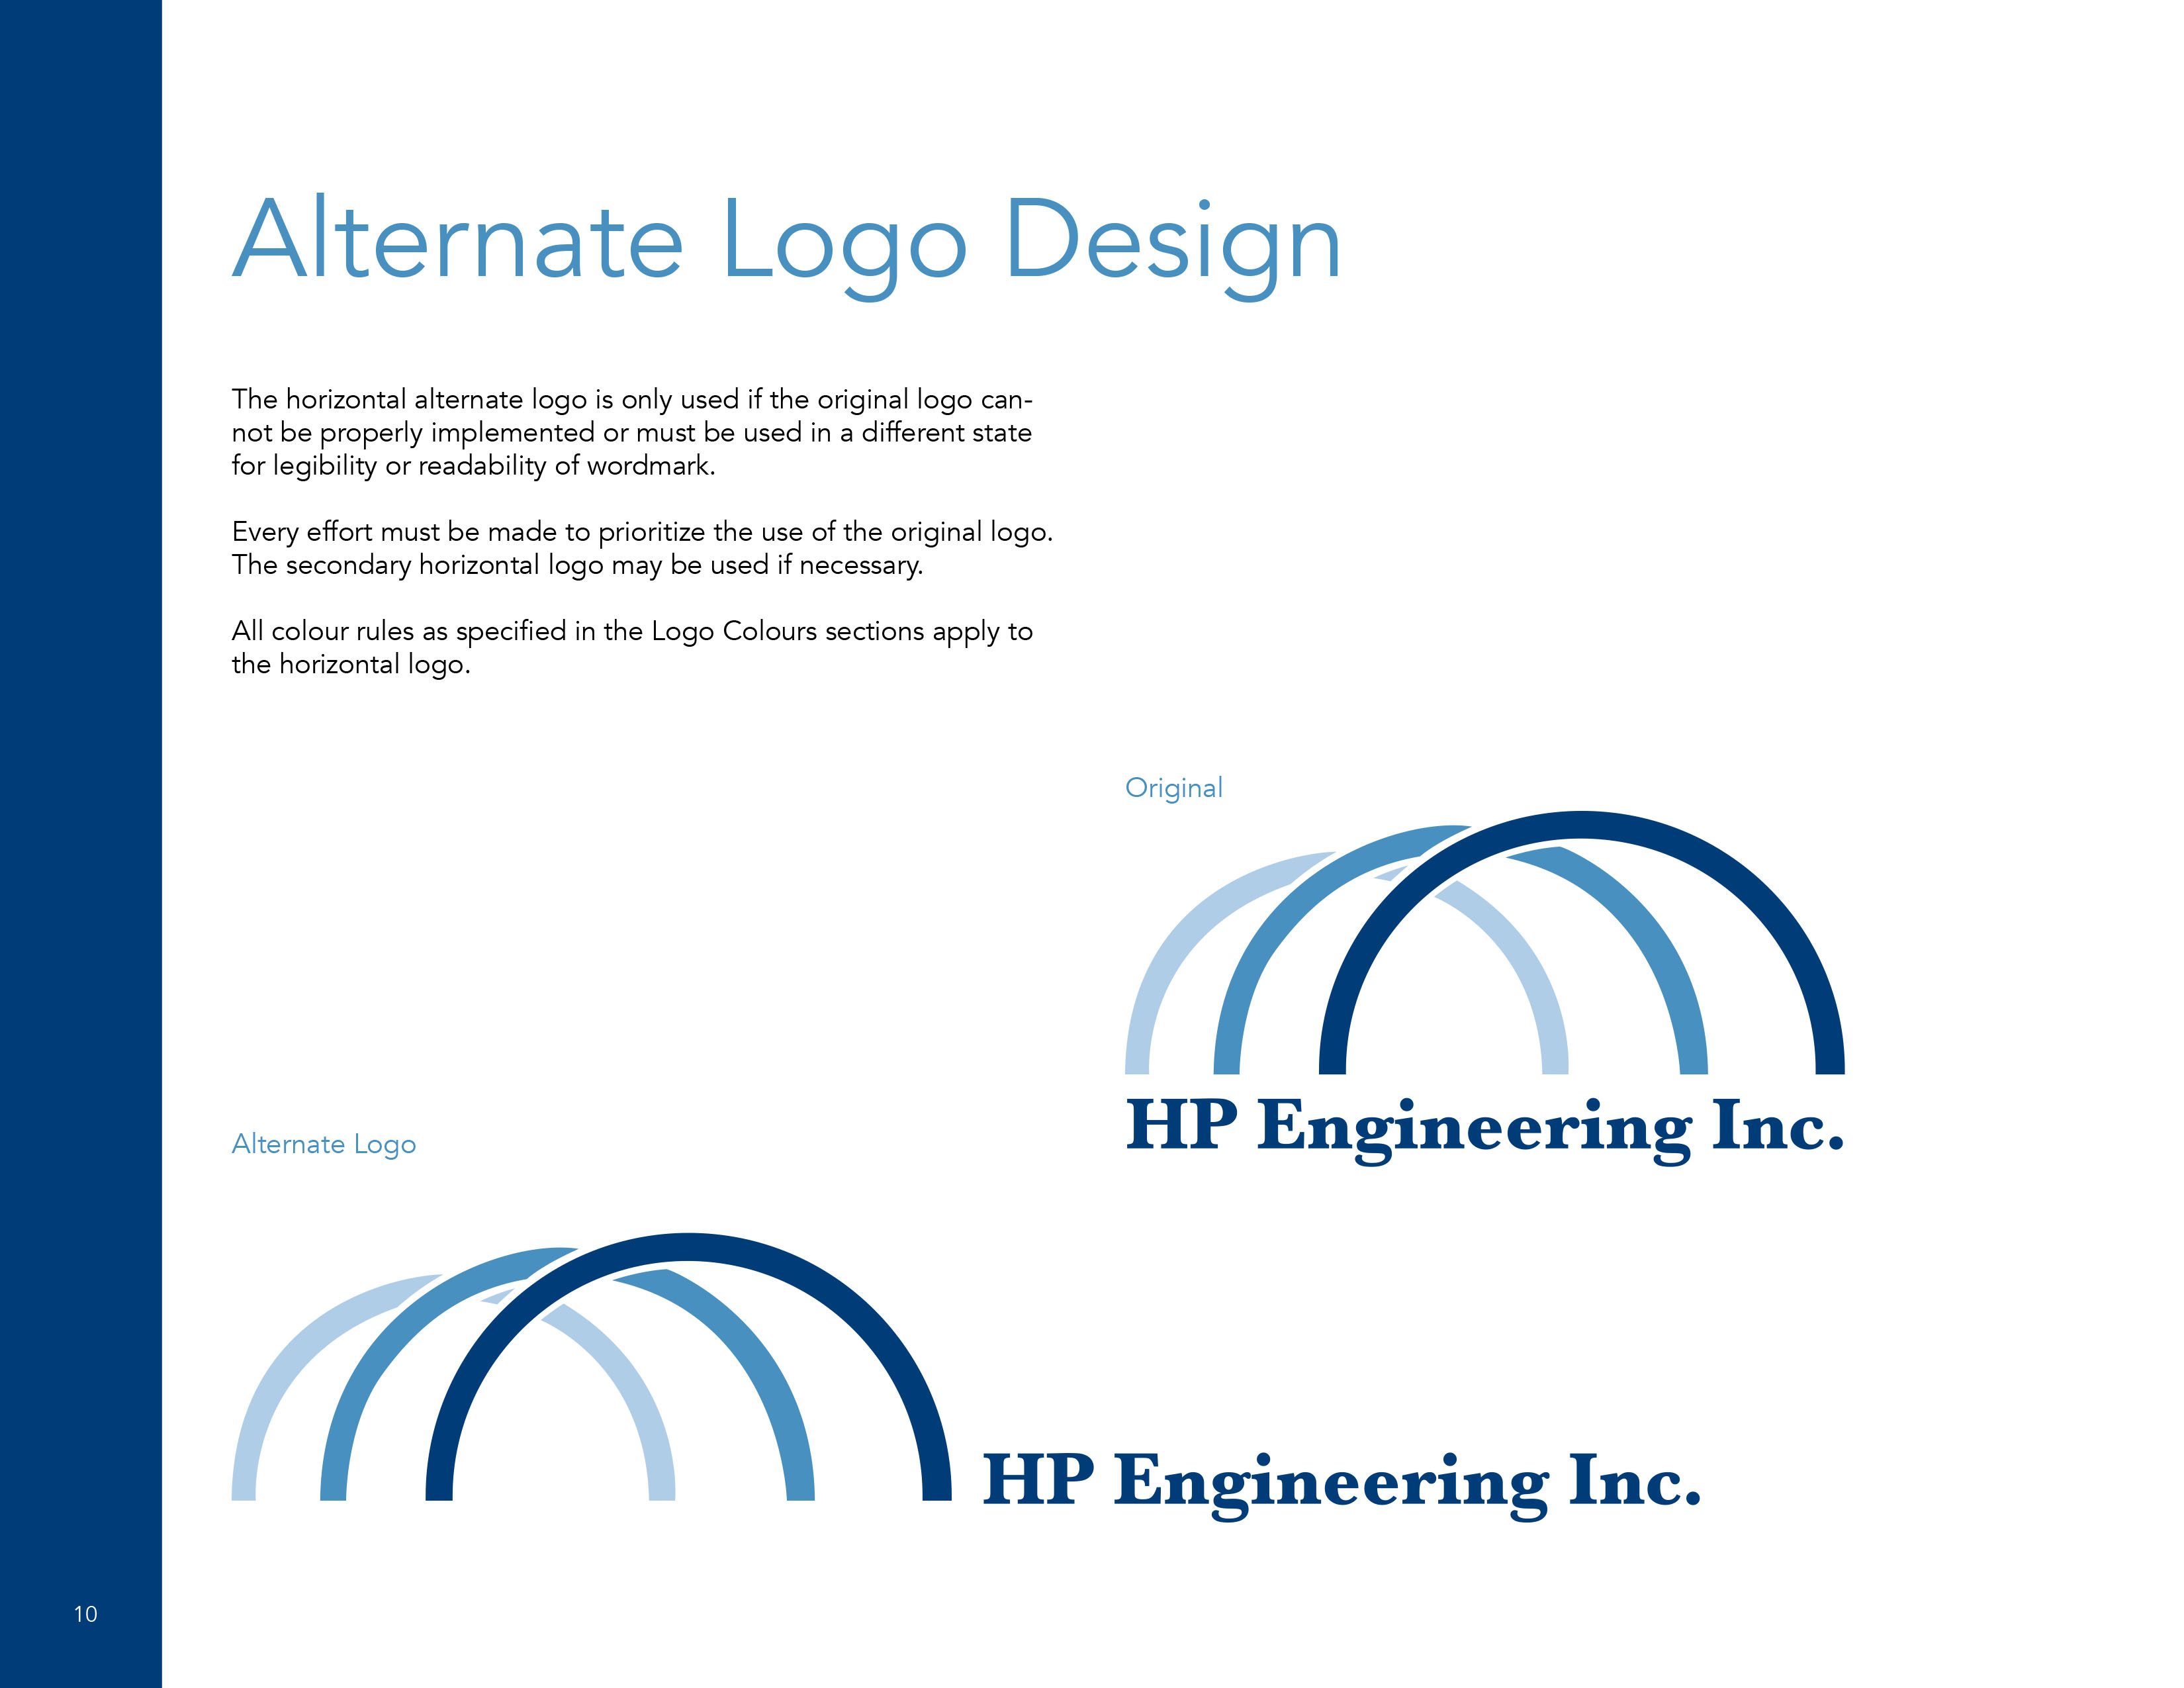 Alternate Logo Design
The horizontal alternate logo is only used if the original logo can-
not be properly implemented or must be used in a different state
for legibility or readability of wordmark.
Every effort must be made to prioritize the use of the original logo.
The secondary horizontal logo may be used if necessary.
All colour rules as specified in the Logo Colours sections apply to
the horizontal logo.
Original
HP Engineering Inc.
Alternate Logo
HP Engineering Inc.
10